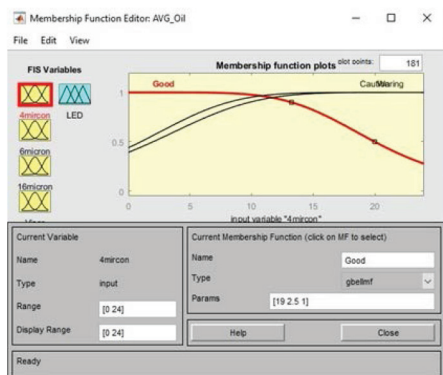 Membership Function Editor: AVG_Oil
File Edit View
FIS Variables
Membership function plots
plot points:
181
4mircon
LED
6micron
16micron
Good
1
0.5
0
0
5
10
15
20
input variable "4mircon"
Current Variable
Name
4mircon
Type
input
Range
[0 24]
Display Range
[0 24]
Current Membership Function (click on MF to select)
Name
Good
Type
gbellmf
Params
[19 2.5 1]
Help
Close
Ready